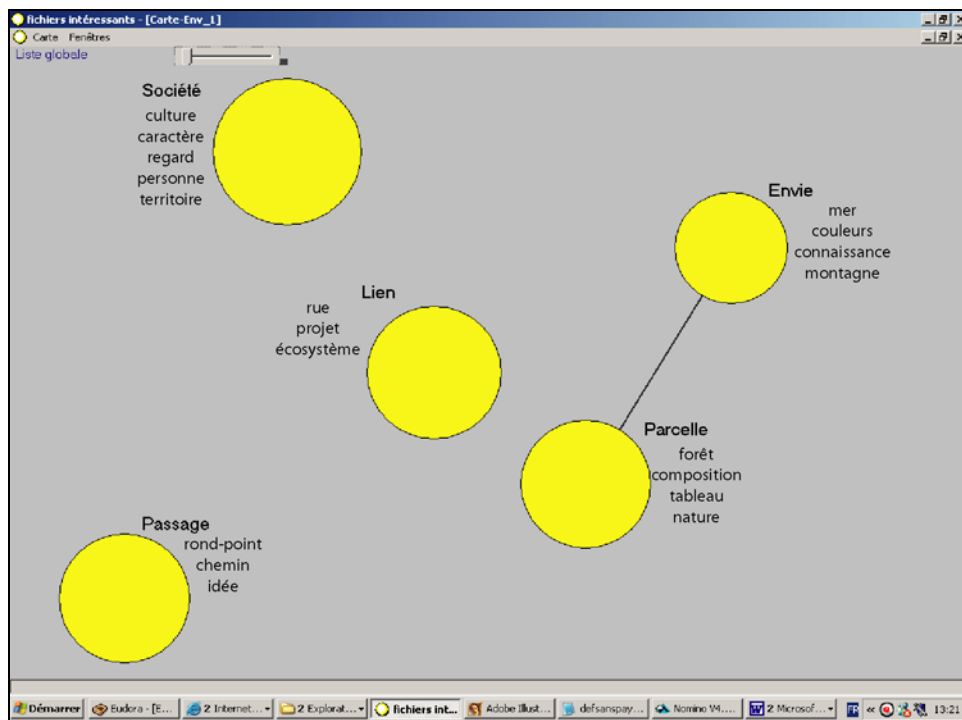 fichiers intéressants - [Carte-Env_1]
Carte Fenêtres
Liste globale
Société
culture
caractère
regard
personne
territoire
Envie
mer
couleurs
connaissance
montagne
Lien
rue
projet
écosystème
Parcelle
forêt
composition
tableau
nature
Passage
rond-point
chemin
idée
Démarrer Eudora - [E... 2 Internet... 2 Explorat... fichiers int... Adobe Illust... defsanspay... Nomino V4.... 2 Microsof... FR « 13:21